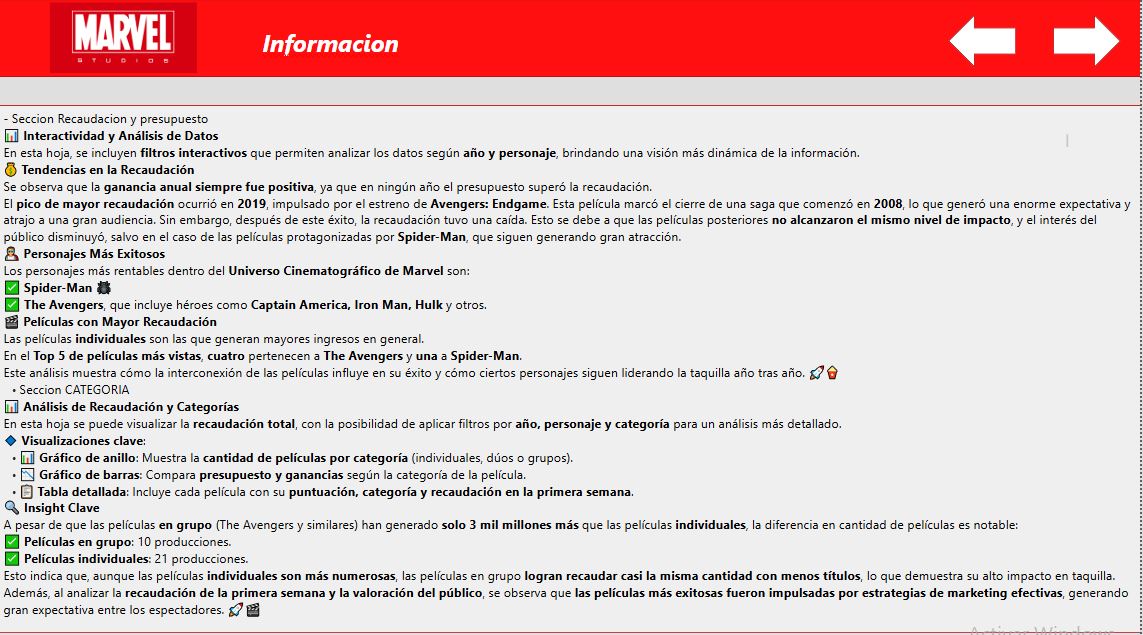 MARVEL
STUDIOS
Informacion
- Seccion Recaudacion y presupuesto
📊 Interactividad y Análisis de Datos
En esta hoja, se incluyen filtros interactivos que permiten analizar los datos según año y personaje, brindando una visión más dinámica de la información.
💰 Tendencias en la Recaudación
Se observa que la ganancia anual siempre fue positiva, ya que en ningún año el presupuesto superó la recaudación.
El pico de mayor recaudación ocurrió en 2019, impulsado por el estreno de Avengers: Endgame. Esta película marcó el cierre de una saga que comenzó en 2008, lo que generó una enorme expectativa y
atrajo a una gran audiencia. Sin embargo, después de este éxito, la recaudación tuvo una caída. Esto se debe a que las películas posteriores no alcanzaron el mismo nivel de impacto, y el interés del
público disminuyó, salvo en el caso de las películas protagonizadas por Spider-Man, que siguen generando gran atracción.
🦸 Personajes Más Exitosos
Los personajes más rentables dentro del Universo Cinematográfico de Marvel son:
✅ Spider-Man 🕷
✅ The Avengers, que incluye héroes como Captain America, Iron Man, Hulk y otros.
🎬 Películas con Mayor Recaudación
Las películas individuales son las que generan mayores ingresos en general.
En el Top 5 de películas más vistas, cuatro pertenecen a The Avengers y una a Spider-Man.
Este análisis muestra cómo la interconexión de las películas influye en su éxito y cómo ciertos personajes siguen liderando la taquilla año tras año. 🚀🍿
• Seccion CATEGORIA
📊 Análisis de Recaudación y Categorías
En esta hoja se puede visualizar la recaudación total, con la posibilidad de aplicar filtros por año, personaje y categoría para un análisis más detallado.
🔹 Visualizaciones clave:
• 📊 Gráfico de anillo: Muestra la cantidad de películas por categoría (individuales, dúos o grupos).
• 📉 Gráfico de barras: Compara presupuesto y ganancias según la categoría de la película.
• 📋 Tabla detallada: Incluye cada película con su puntuación, categoría y recaudación en la primera semana.
🔍 Insight Clave
A pesar de que las películas en grupo (The Avengers y similares) han generado solo 3 mil millones más que las películas individuales, la diferencia en cantidad de películas es notable:
✅ Películas en grupo: 10 producciones.
✅ Películas individuales: 21 producciones.
Esto indica que, aunque las películas individuales son más numerosas, las películas en grupo logran recaudar casi la misma cantidad con menos títulos, lo que demuestra su alto impacto en taquilla.
Además, al analizar la recaudación de la primera semana y la valoración del público, se observa que las películas más exitosas fueron impulsadas por estrategias de marketing efectivas, generando
gran expectativa entre los espectadores. 🚀🎬
Activar Windows